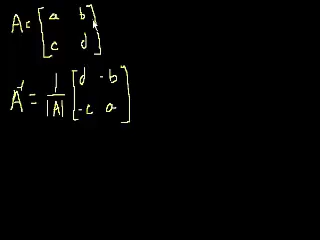 A = [a b
c d]
A⁻¹ = 1/|A| [d -b
-c a]